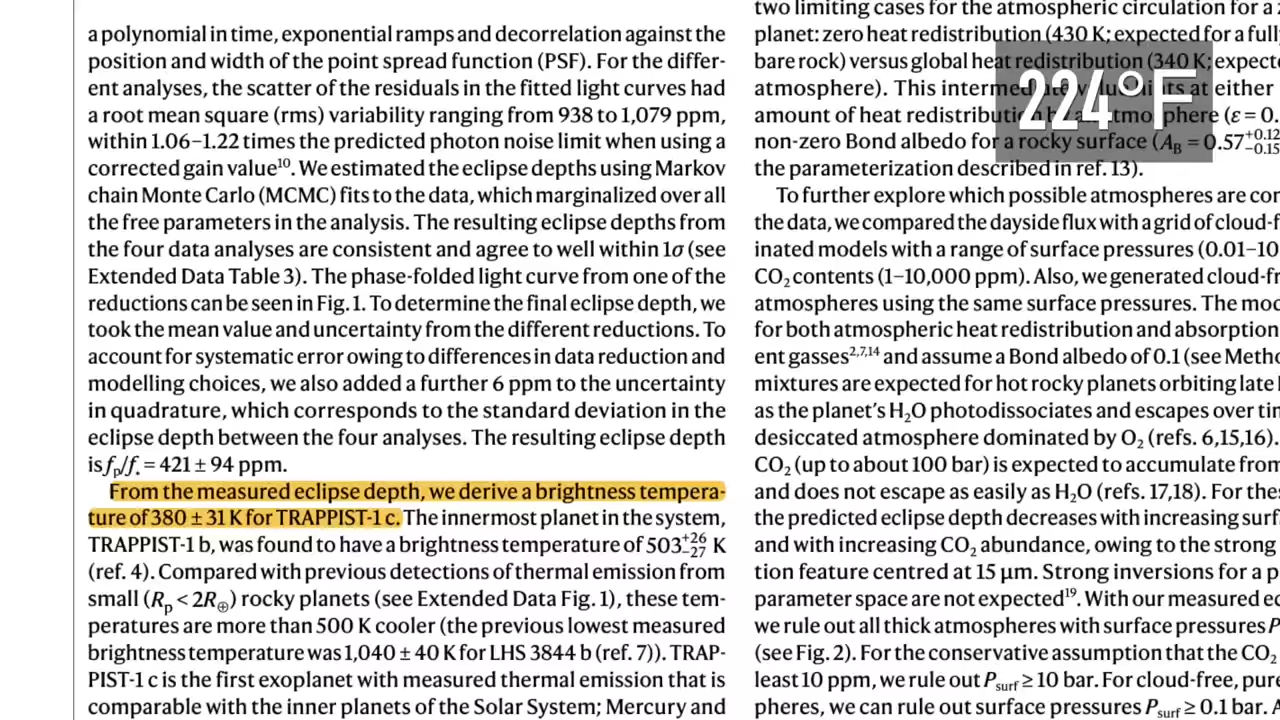 a polynomial in time, exponential ramps and decorrelation against the
position and width of the point spread function (PSF). For the differ-
ent analyses, the scatter of the residuals in the fitted light curves had
a root mean square (rms) variability ranging from 938 to 1,079 ppm,
within 1.06–1.22 times the predicted photon noise limit when using a
corrected gain value¹⁰. We estimated the eclipse depths using Markov
chain Monte Carlo (MCMC) fits to the data, which marginalized over all
the free parameters in the analysis. The resulting eclipse depths from
the four data analyses are consistent and agree to well within 1σ (see
Extended Data Table 3). The phase-folded light curve from one of the
reductions can be seen in Fig. 1. To determine the final eclipse depth, we
took the mean value and uncertainty from the different reductions. To
account for systematic error owing to differences in data reduction and
modelling choices, we also added a further 6 ppm to the uncertainty
in quadrature, which corresponds to the standard deviation in the
eclipse depth between the four analyses. The resulting eclipse depth
is fₚ/f* = 421 ± 94 ppm.
From the measured eclipse depth, we derive a brightness tempera-
ture of 380 ± 31 K for TRAPPIST-1 c. The innermost planet in the system,
TRAPPIST-1 b, was found to have a brightness temperature of 503+26−27 K
(ref. 4). Compared with previous detections of thermal emission from
small (Rₚ < 2R⊕) rocky planets (see Extended Data Fig. 1), these tem-
peratures are more than 500 K cooler (the previous lowest measured
brightness temperature was 1,040 ± 40 K for LHS 3844 b (ref. 7)). TRAP-
PIST-1 c is the first exoplanet with measured thermal emission that is
comparable with the inner planets of the Solar System; Mercury and
two limiting cases for the atmospheric circulation for a
planet: zero heat redistribution (430 K; expected for a
bare rock) versus global heat redistribution (340 K;
atmosphere). This at either
amount of heat (ε = 0.
non-zero Bond albedo for a rocky surface (A_B = 0.57+0.12−0.15
the parameterization described in ref. 13).
To further explore which possible atmospheres are
the data, we compared the dayside flux with a grid of
inated models with a range of surface pressures (0.01–10
CO₂ contents (1–10,000 ppm). Also, we generated
atmospheres using the same surface pressures. The
for both atmospheric heat redistribution and absorption
ent gasses²,⁷,¹⁴ and assume a Bond albedo of 0.1 (see
mixtures are expected for hot rocky planets orbiting late
as the planet's H₂O photodissociates and escapes over
desiccated atmosphere dominated by O₂ (refs. 6,15,16).
CO₂ (up to about 100 bar) is expected to accumulate from
and does not escape as easily as H₂O (refs. 17,18). For
the predicted eclipse depth decreases with increasing
and with increasing CO₂ abundance, owing to the strong
tion feature centred at 15 μm. Strong inversions for a
parameter space are not expected¹⁹. With our measured
we rule out all thick atmospheres with surface pressures P
(see Fig. 2). For the conservative assumption that the CO₂
least 10 ppm, we rule out P_surf ≥ 10 bar. For cloud-free,
pheres, we can rule out surface pressures P_surf ≥ 0.1 bar.
224°F